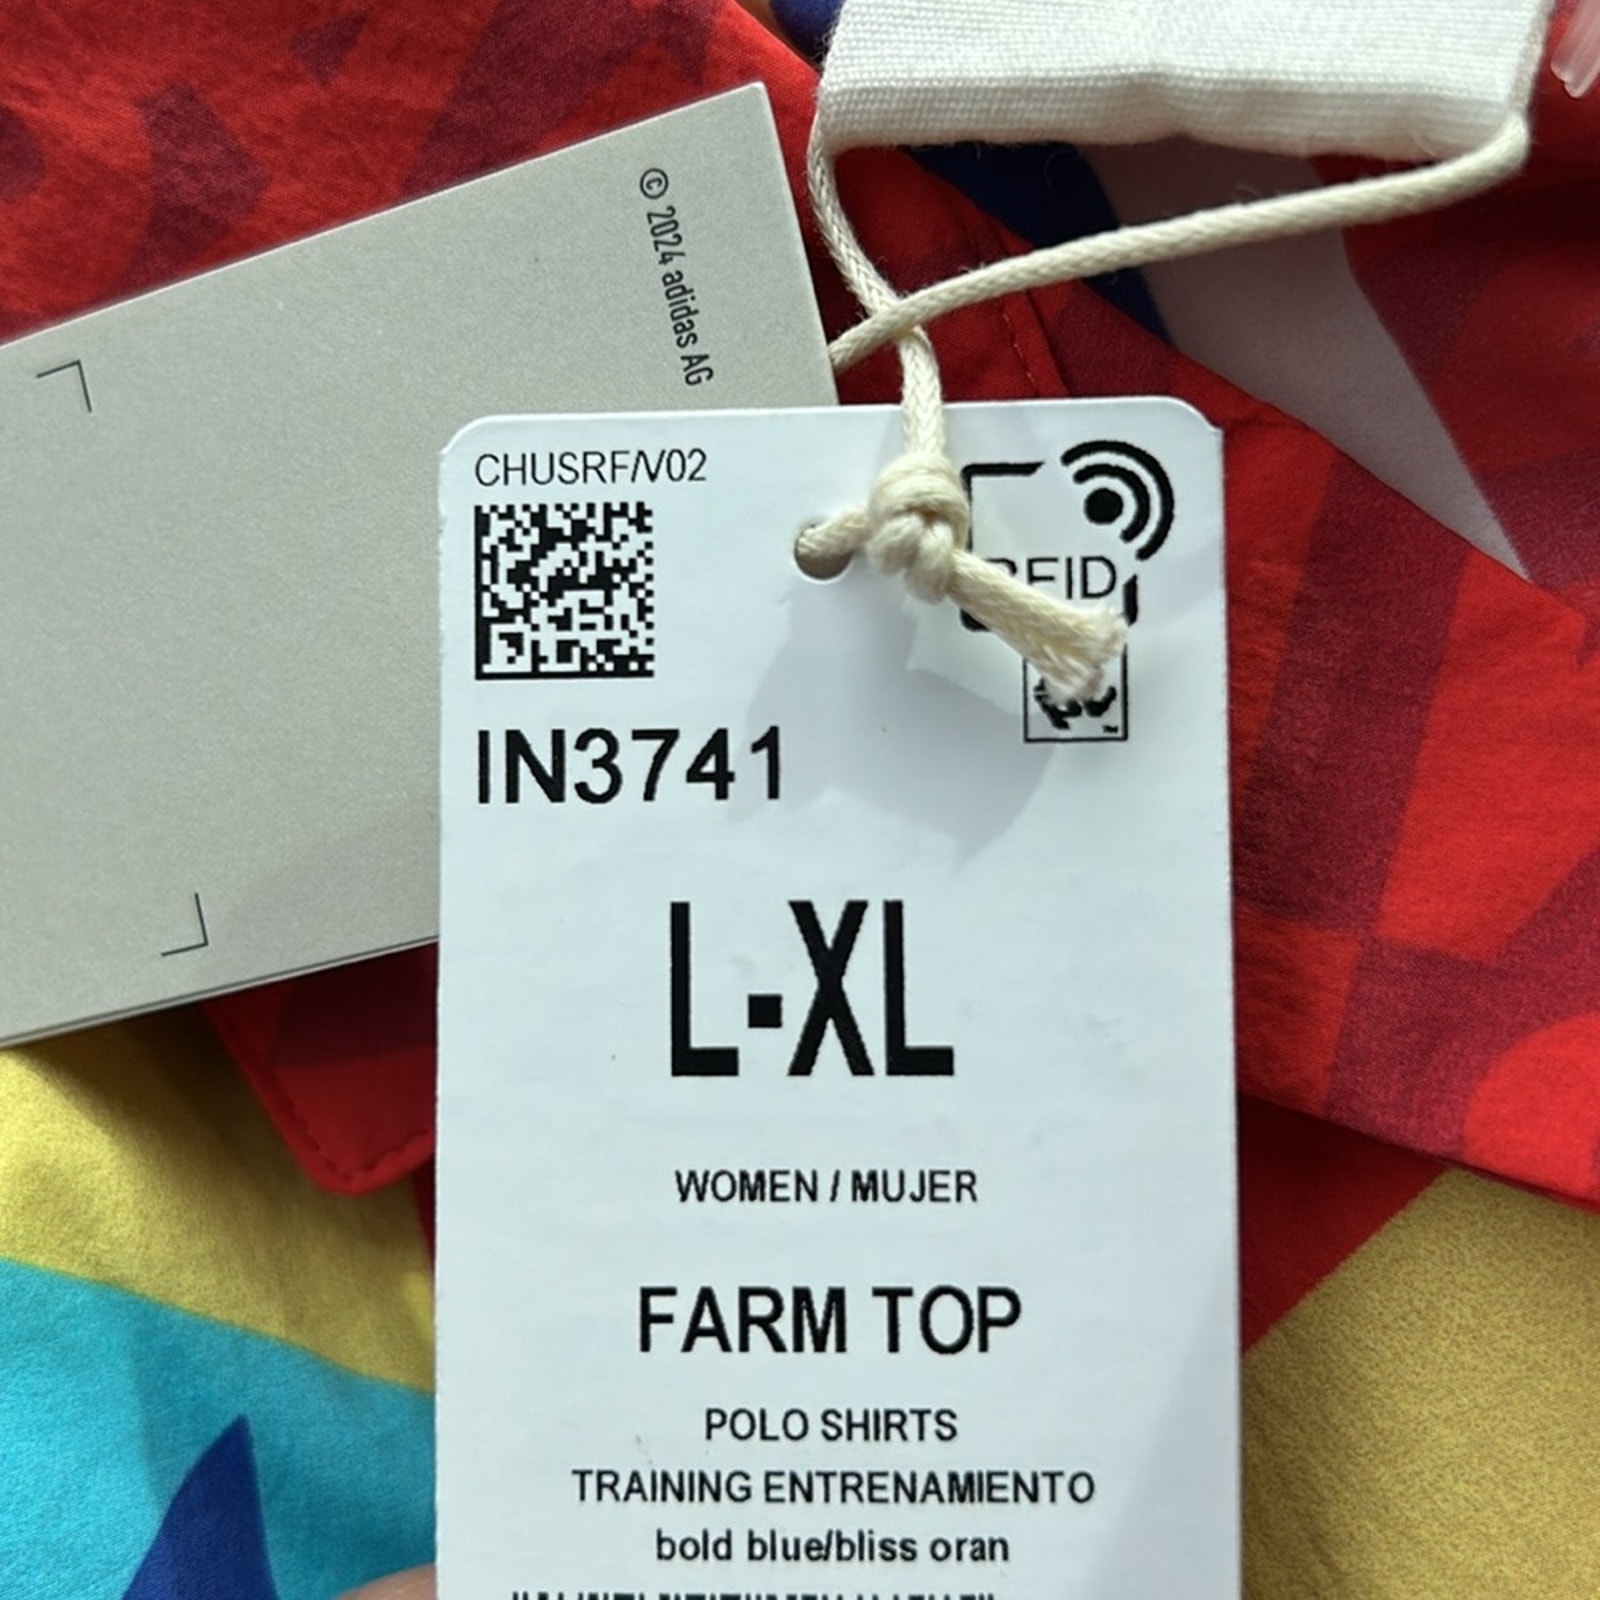 © 2024 adidas AG
CHUSRF/V02
RFID
IN3741
L-XL
WOMEN / MUJER
FARM TOP
POLO SHIRTS
TRAINING ENTRENAMIENTO
bold blue/bliss oran